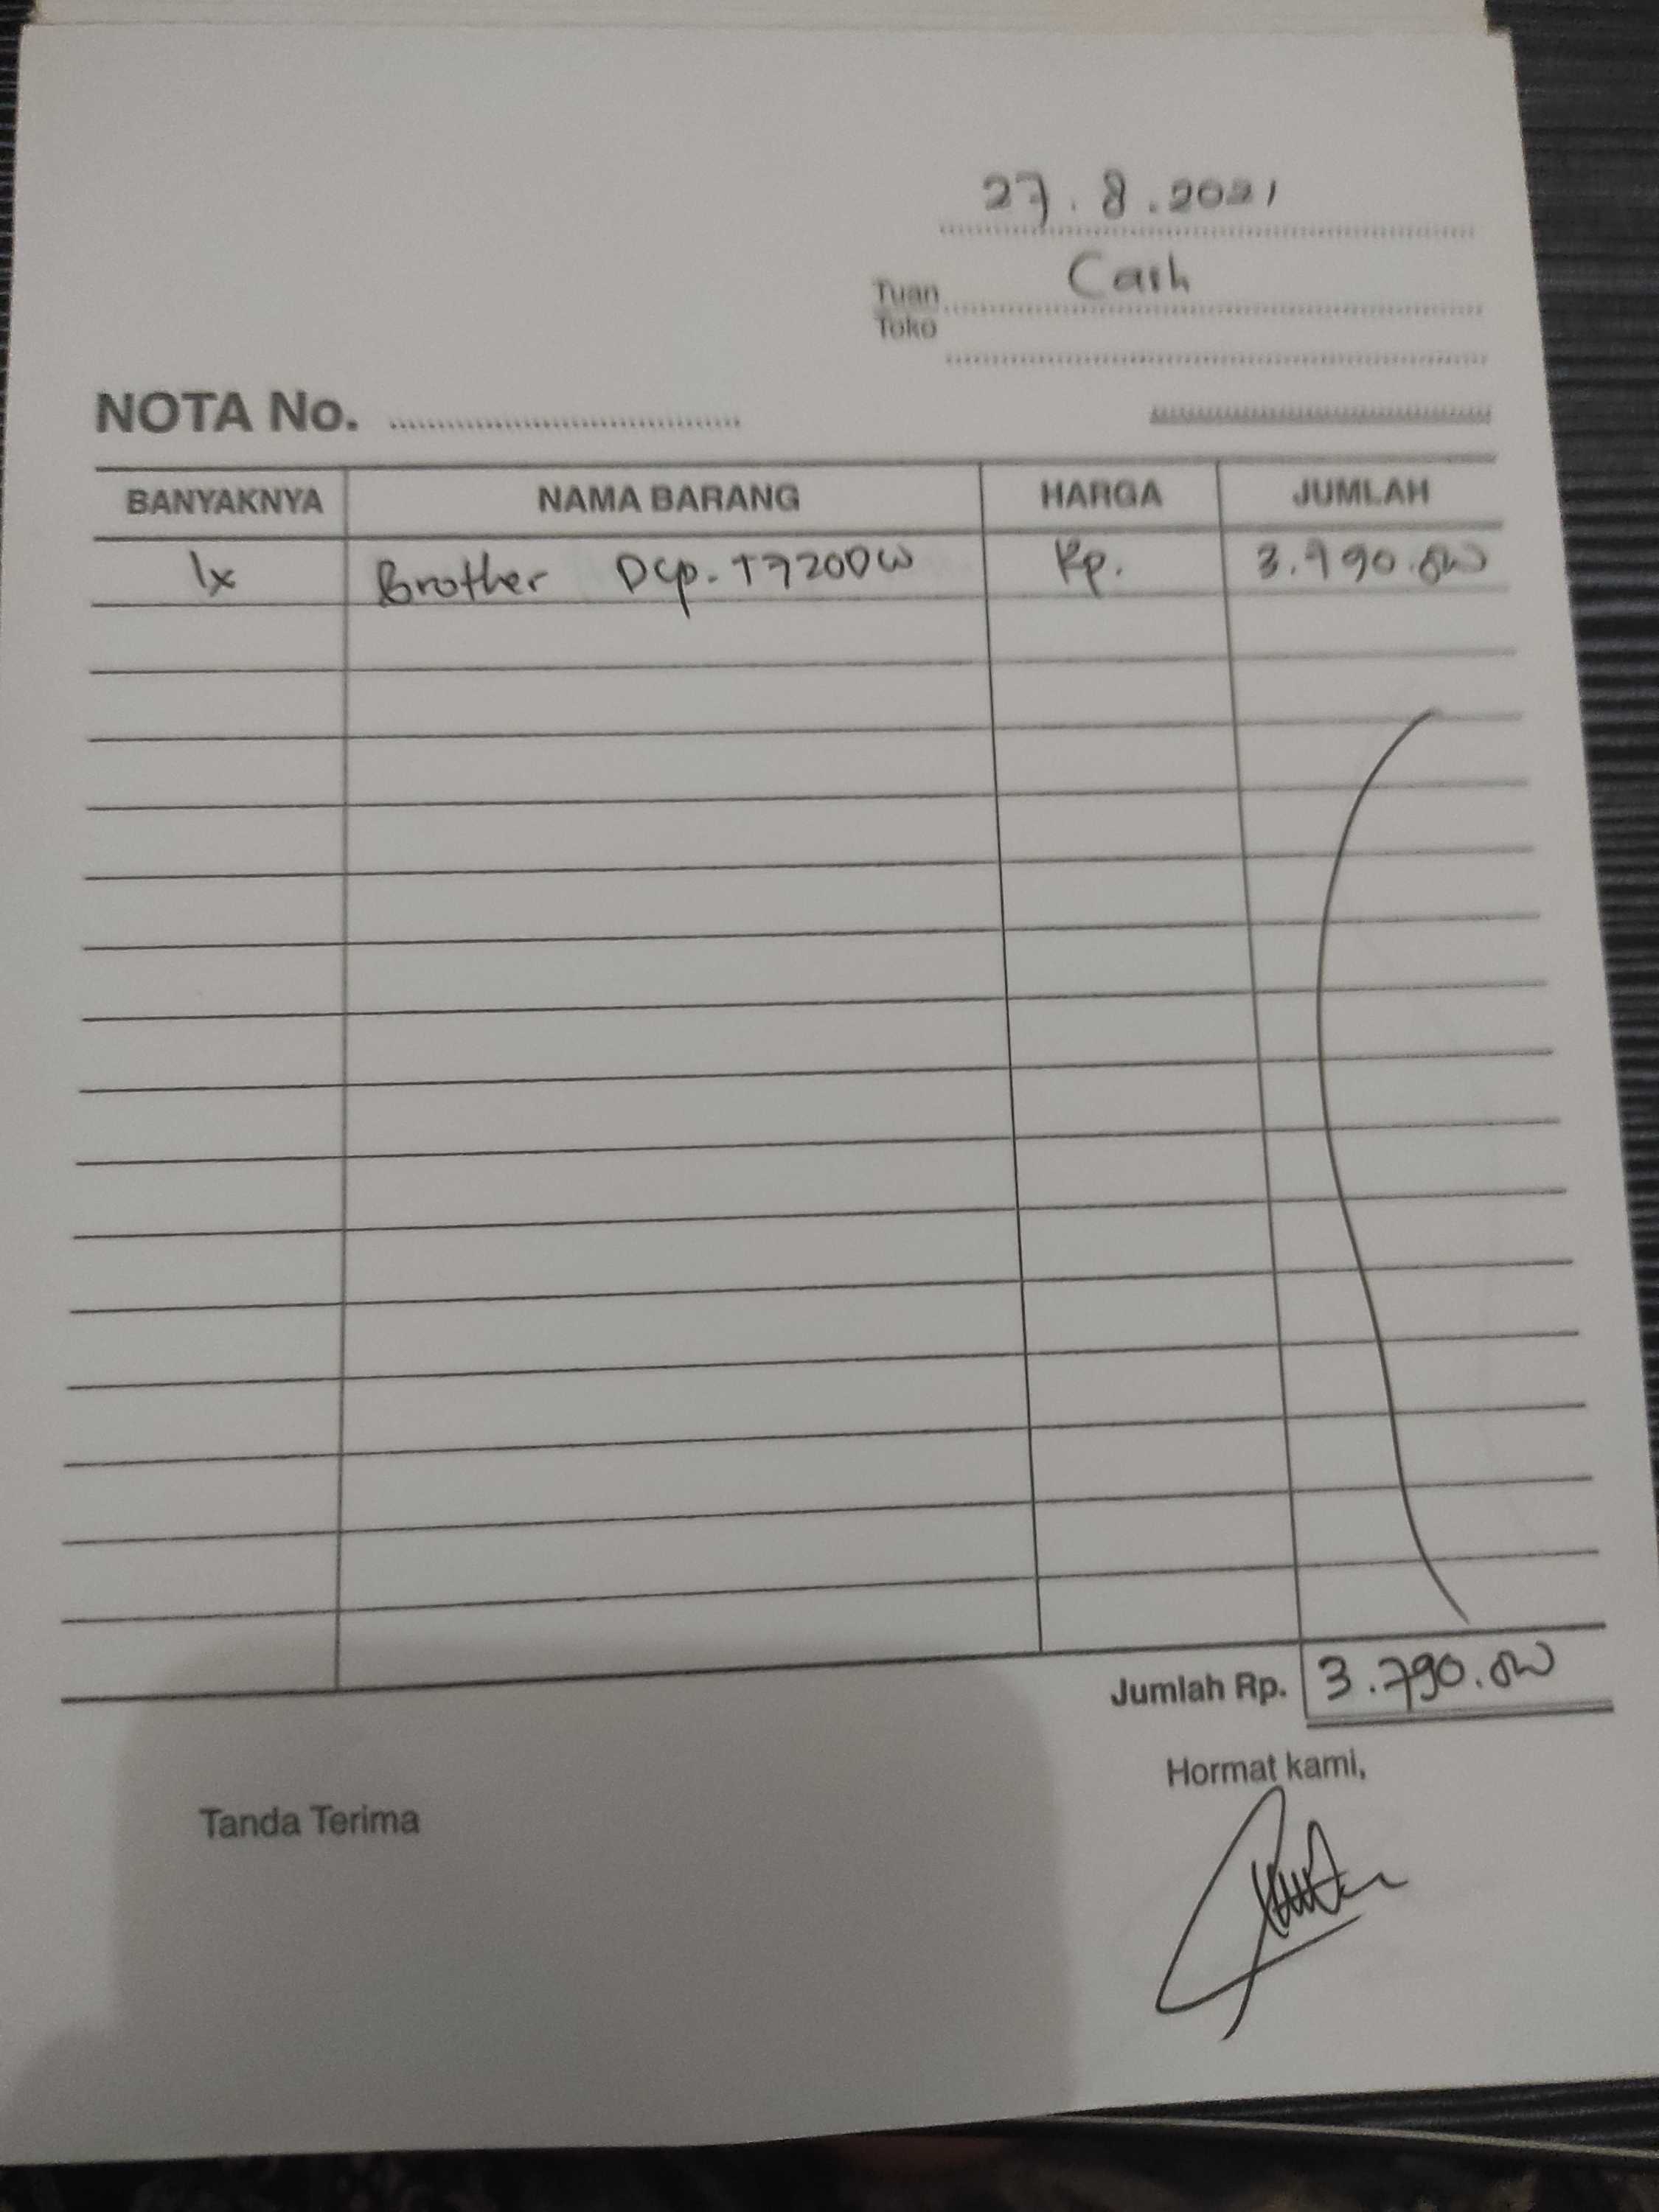 27.8.2021
Tuan Cash
Toko
NOTA No.
BANYAKNYA NAMA BARANG HARGA JUMLAH
1x Brother Dcp. T720DW Rp. 3.790.000
Jumlah Rp. 3.790.000
Hormat kami,
Tanda Terima